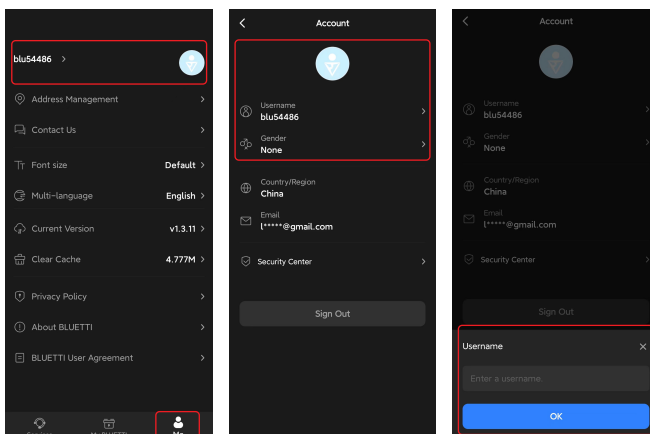 blu54486
Address Management
Contact Us
Font size Default
Multi-language English
Current Version v1.3.11
Clear Cache 4.777M
Privacy Policy
About BLUETTI
BLUETTI User Agreement
Account
Username
blu54486
Gender
None
Country/Region
China
Email
l*****@gmail.com
Security Center
Sign Out
Account
Username
blu54486
Gender
None
Country/Region
China
Email
l*****@gmail.com
Security Center
Sign Out
Username
Enter a username.
OK